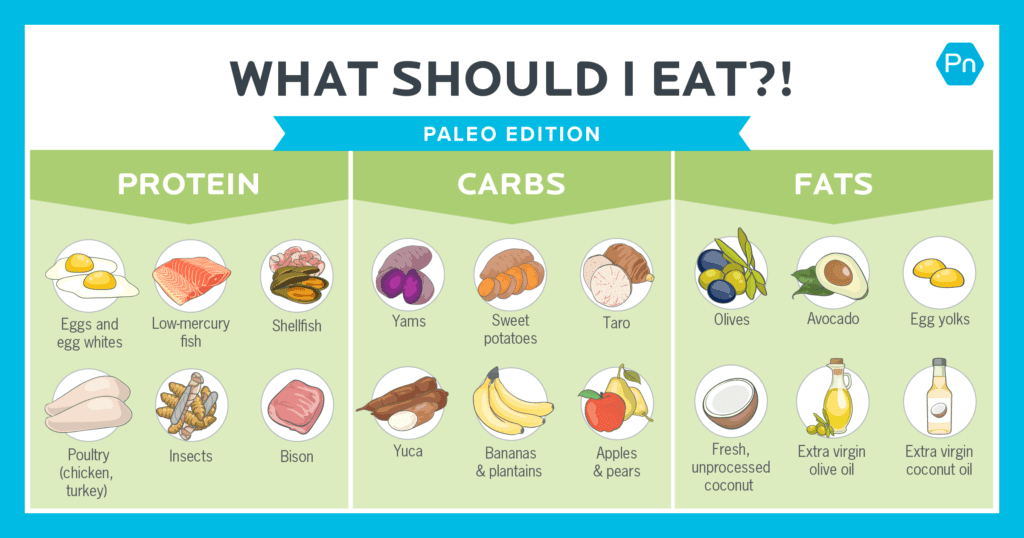 WHAT SHOULD I EAT?!
Pn
PALEO EDITION
PROTEIN
CARBS
FATS
Eggs and
egg whites
Low-mercury
fish
Shellfish
Yams
Sweet
potatoes
Taro
Olives
Avocado
Egg yolks
Poultry
(chicken,
turkey)
Insects
Bison
Yuca
Bananas
& plantains
Apples
& pears
Fresh,
unprocessed
coconut
Extra virgin
olive oil
Extra virgin
coconut oil